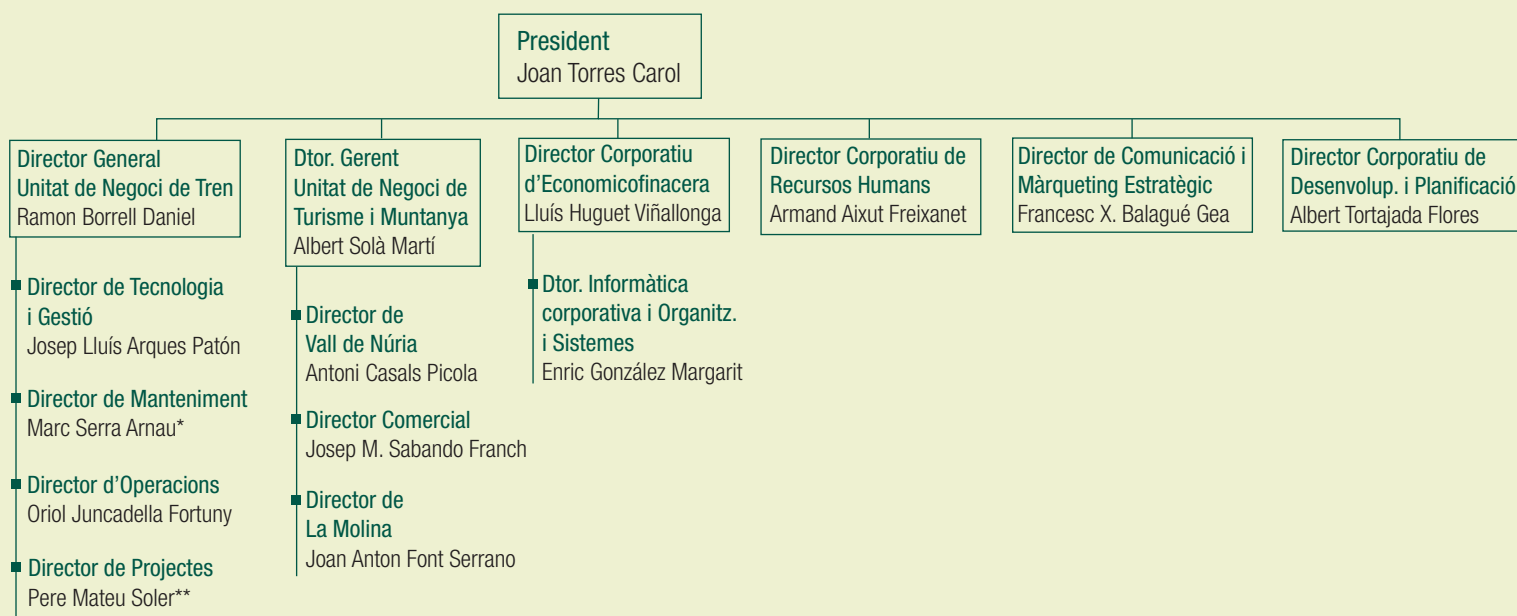 President
Joan Torres Carol
Director General
Unitat de Negoci de Tren
Ramon Borrell Daniel
Director de Tecnologia
i Gestió
Josep Lluís Arques Patón
Director de Manteniment
Marc Serra Arnau*
Director d’Operacions
Oriol Juncadella Fortuny
Director de Projectes
Pere Mateu Soler**
Dtor. Gerent
Unitat de Negoci de
Turisme i Muntanya
Albert Solà Martí
Director de
Vall de Núria
Antoni Casals Picola
Director Comercial
Josep M. Sabando Franch
Director de
La Molina
Joan Anton Font Serrano
Director Corporatiu
d’Economicofinacera
Lluís Huguet Viñallonga
Dtor. Informàtica
corporativa i Organitz.
i Sistemes
Enric González Margarit
Director Corporatiu de
Recursos Humans
Armand Aixut Freixanet
Director de Comunicació i
Màrqueting Estratègic
Francesc X. Balagué Gea
Director Corporatiu de
Desenvolup. i Planificació
Albert Tortajada Flores